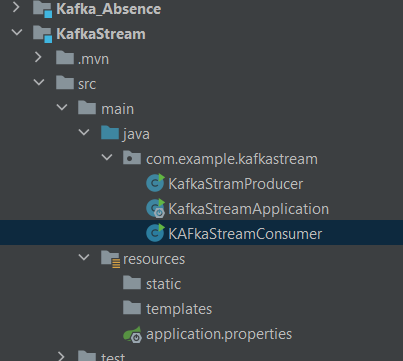 Kafka_Absence
KafkaStream
.mvn
src
main
java
com.example.kafkastream
KafkaStramProducer
KafkaStreamApplication
KAFkaStreamConsumer
resources
static
templates
application.properties
test